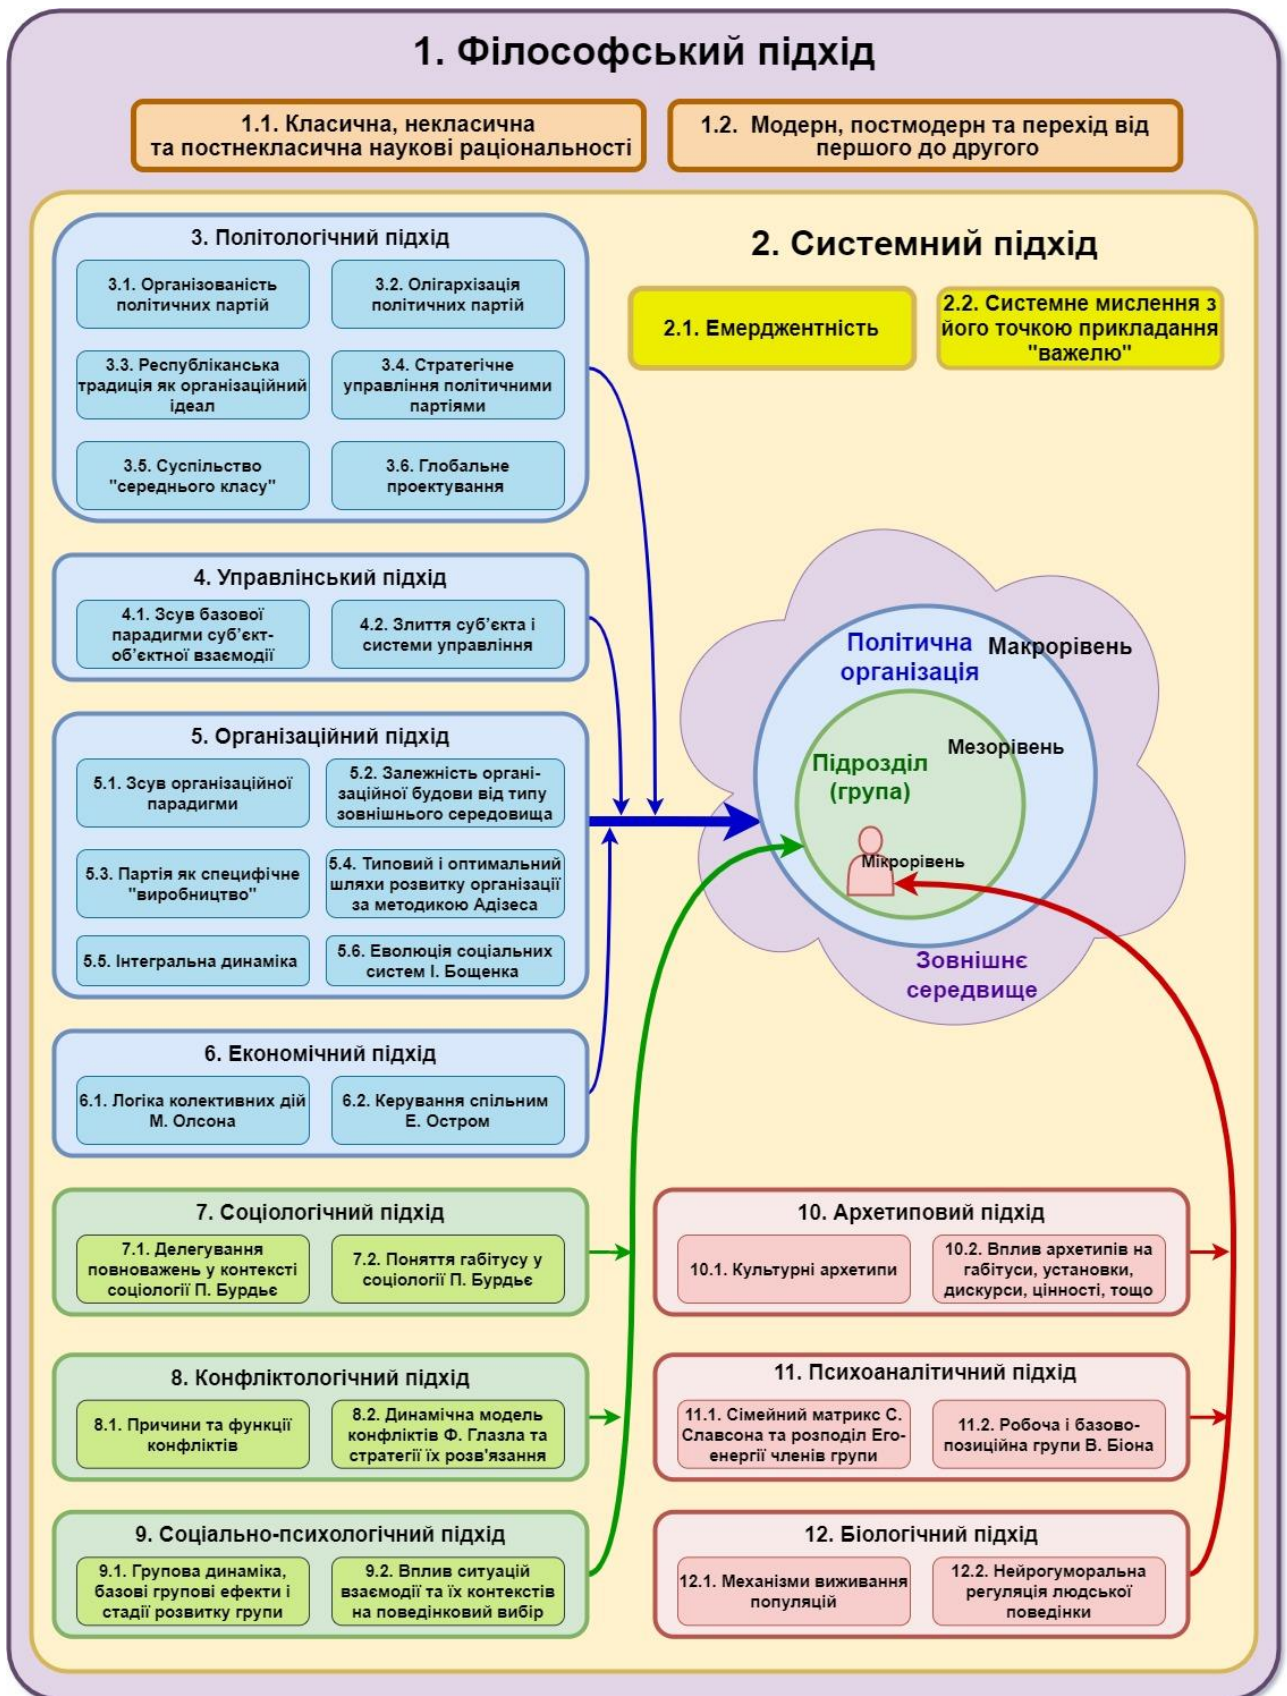 1. Філософський підхід
1.1. Класична, некласична
та постнекласична наукові раціональності
1.2. Модерн, постмодерн та перехід від
першого до другого
2. Системний підхід
2.1. Емерджентність
2.2. Системне мислення з
його точкою прикладання
"важелю"
3. Політологічний підхід
3.1. Організованість
політичних партій
3.2. Олігархізація
політичних партій
3.3. Республіканська
традиція як організаційний
ідеал
3.4. Стратегічне
управління політичними
партіями
3.5. Суспільство
"середнього класу"
3.6. Глобальне
проектування
4. Управлінський підхід
4.1. Зсув базової
парадигми суб’єкт-
об’єктної взаємодії
4.2. Злиття суб’єкта і
системи управління
5. Організаційний підхід
5.1. Зсув організаційної
парадигми
5.2. Залежність органі-
заційної будови від типу
зовнішнього середовища
5.3. Партія як специфічне
"виробництво"
5.4. Типовий і оптимальний
шляхи розвитку організації
за методикою Адізеса
5.5. Інтегральна динаміка
5.6. Еволюція соціальних
систем І. Бощенка
6. Економічний підхід
6.1. Логіка колективних дій
М. Олсона
6.2. Керування спільним
Е. Остром
Політична
організація
Макрорівень
Мезорівень
Підрозділ
(група)
Мікрорівень
Зовнішнє
середвище
7. Соціологічний підхід
7.1. Делегування
повноважень у контексті
соціології П. Бурдьє
7.2. Поняття габітусу у
соціології П. Бурдьє
8. Конфліктологічний підхід
8.1. Причини та функції
конфліктів
8.2. Динамічна модель
конфліктів Ф. Глазла та
стратегії їх розв'язання
9. Соціально-психологічний підхід
9.1. Групова динаміка,
базові групові ефекти і
стадії розвитку групи
9.2. Вплив ситуацій
взаємодії та їх контекстів
на поведінковий вибір
10. Архетиповий підхід
10.1. Культурні архетипи
10.2. Вплив архетипів на
габітуси, установки,
дискурси, цінності, тощо
11. Психоаналітичний підхід
11.1. Сімейний матрикс С.
Славсона та розподіл Его-
енергії членів групи
11.2. Робоча і базово-
позиційна групи В. Біона
12. Біологічний підхід
12.1. Механізми виживання
популяцій
12.2. Нейрогуморальна
регуляція людської
поведінки